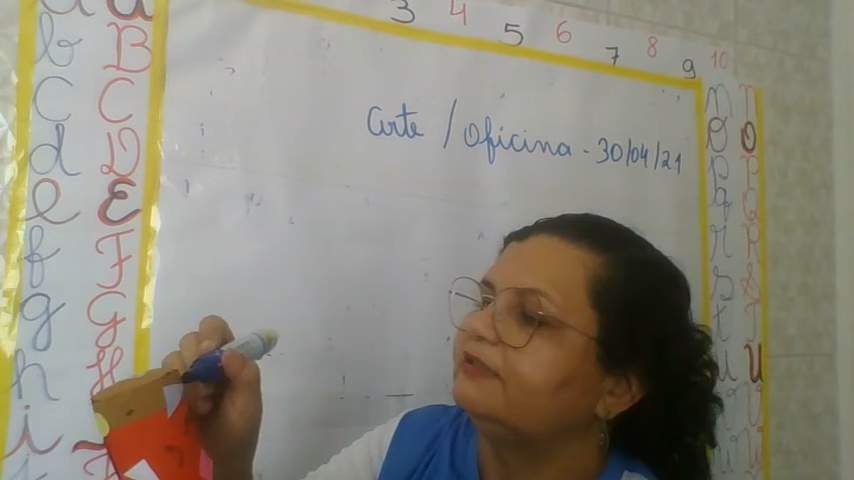 3 4 5 6 7 8 9 10
Arte / Oficina - 30/04/21
b B
C C
d D
e E
f F
g G
h H
i
n
O O
p P
q Q
r R
s S
t T
u U